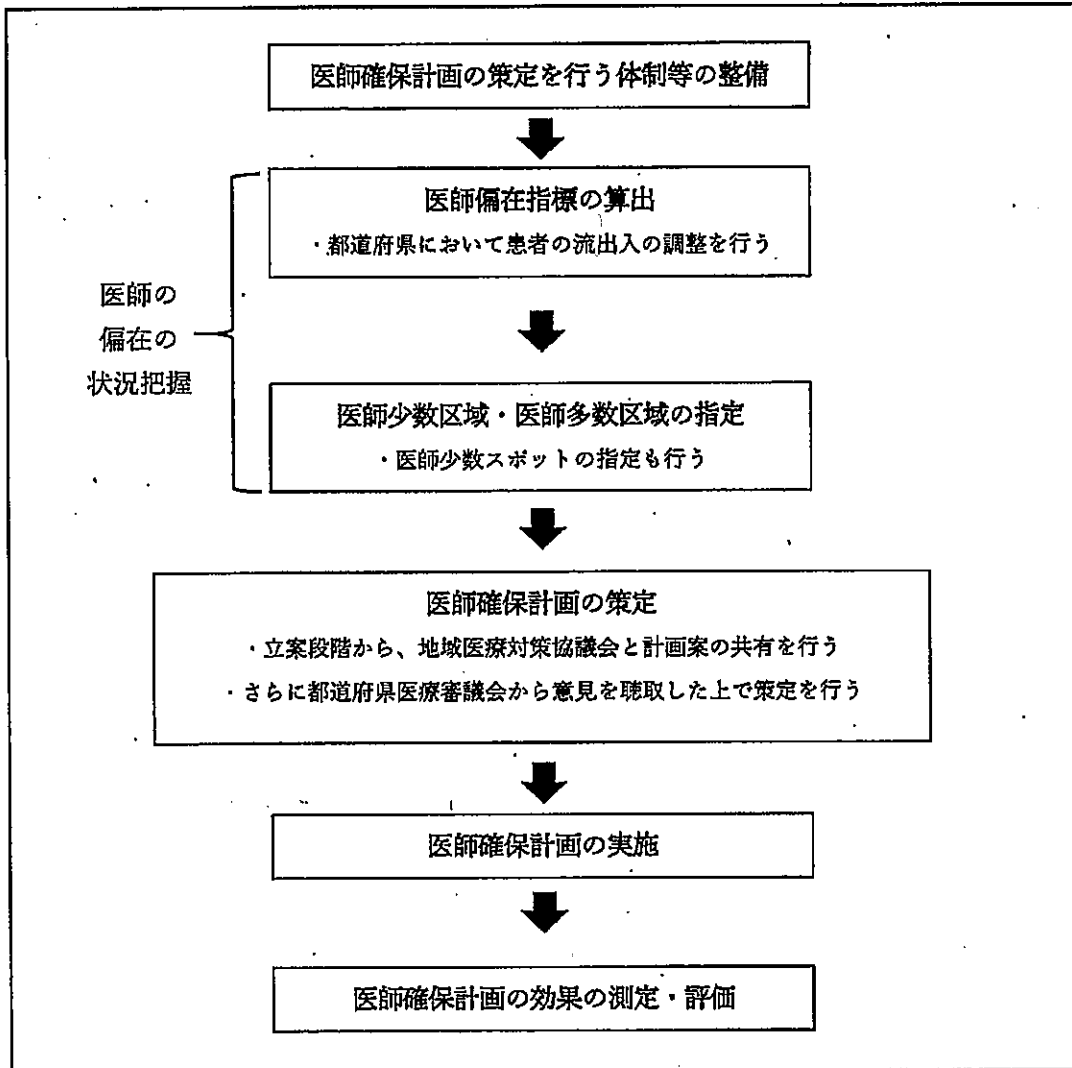 医師確保計画の策定を行う体制等の整備
医師偏在指標の算出
・都道府県において患者の流出入の調整を行う
医師の
偏在の
状況把握
医師少数区域・医師多数区域の指定
・医師少数スポットの指定も行う
医師確保計画の策定
・立案段階から、地域医療対策協議会と計画案の共有を行う
・さらに都道府県医療審議会から意見を聴取した上で策定を行う
医師確保計画の実施
医師確保計画の効果の測定・評価